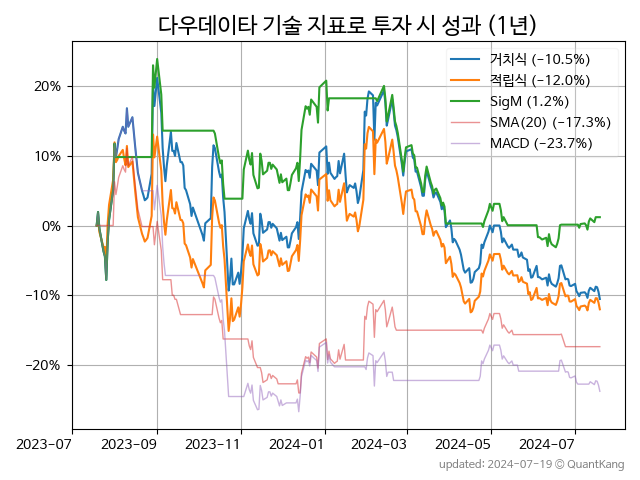 다우데이타 기술 지표로 투자 시 성과 (1년)
거치식 (−10.5%)
적립식 (−12.0%)
SigM (1.2%)
SMA(20) (−17.3%)
MACD (−23.7%)
20%
10%
0%
−10%
−20%
2023-07 2023-09 2023-11 2024-01 2024-03 2024-05 2024-07
updated: 2024-07-19 © QuantKang